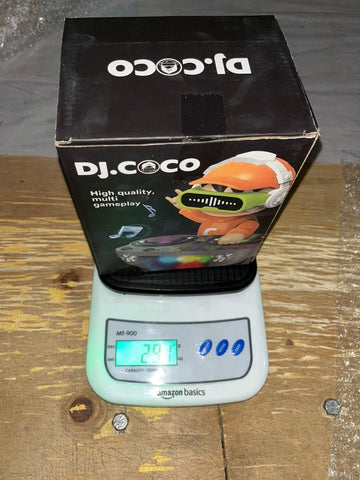 DJ.COCO
DJ.COCO
High quality,
multi
gameplay
MT-900
291
amazon basics